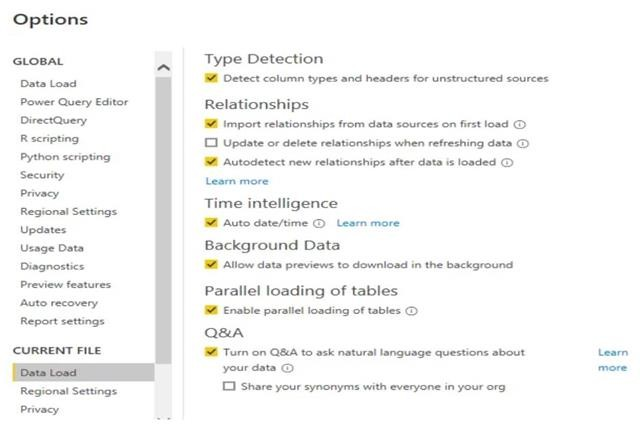 Options
GLOBAL
Data Load
Power Query Editor
DirectQuery
R scripting
Python scripting
Security
Privacy
Regional Settings
Updates
Usage Data
Diagnostics
Preview features
Auto recovery
Report settings
CURRENT FILE
Data Load
Regional Settings
Privacy
Type Detection
Detect column types and headers for unstructured sources
Relationships
Import relationships from data sources on first load
Update or delete relationships when refreshing data
Autodetect new relationships after data is loaded
Learn more
Time intelligence
Auto date/time Learn more
Background Data
Allow data previews to download in the background
Parallel loading of tables
Enable parallel loading of tables
Q&A
Turn on Q&A to ask natural language questions about Learn
your data more
Share your synonyms with everyone in your org